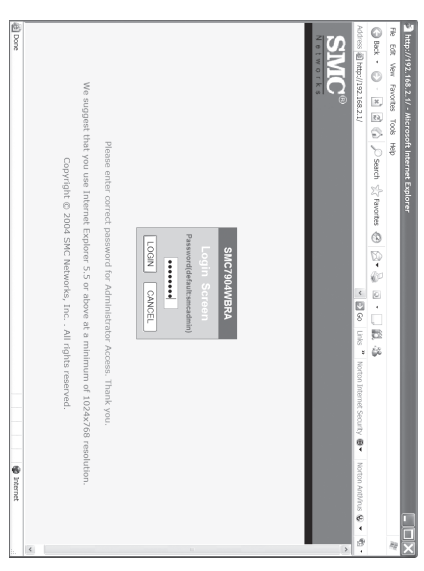 http://192.168.2.1/ - Microsoft Internet Explorer
File Edit View Favorites Tools Help
Back Search Favorites
Address http://192.168.2.1/ Go Links » Norton Internet Security Norton AntiVirus
SMC®
Networks
SMC7904WBRA
Login Screen
Password(default:smcadmin)
••••••••
LOGIN CANCEL
Please enter correct password for Administrator Access. Thank you.
We suggest that you use Internet Explorer 5.5 or above at a minimum of 1024x768 resolution.
Copyright © 2004 SMC Networks, Inc. . All rights reserved.
Done Internet